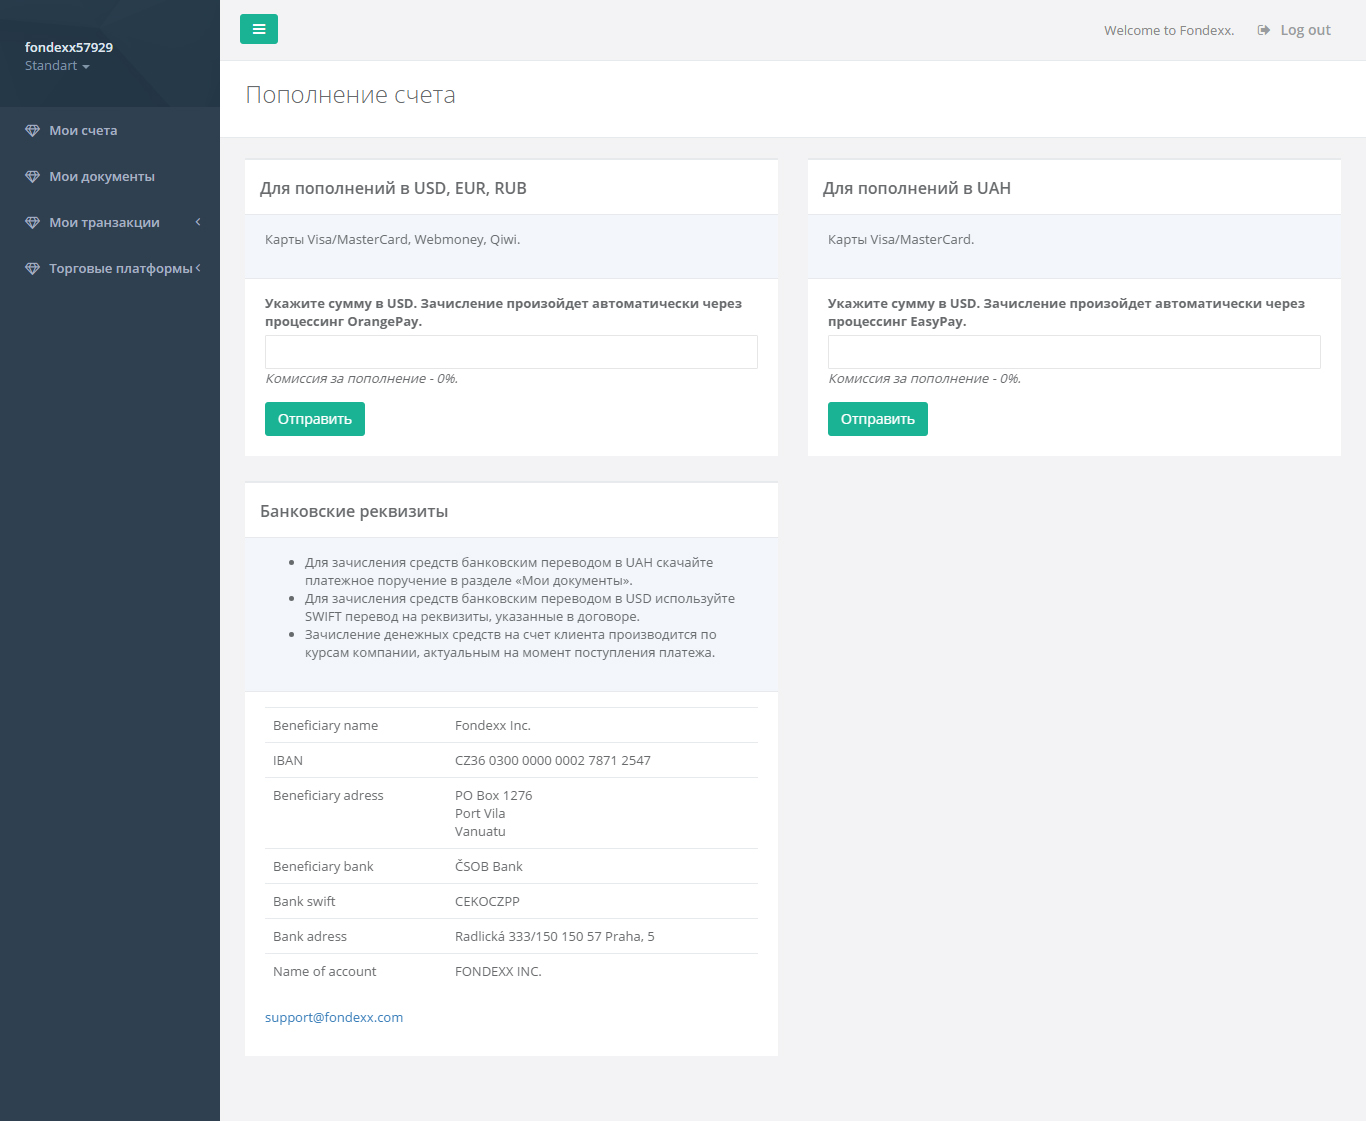 fondexx57929
Standart
Мои счета
Мои документы
Мои транзакции
Торговые платформы
Welcome to Fondexx.
Log out
Пополнение счета
Для пополнений в USD, EUR, RUB
Карты Visa/MasterCard, Webmoney, Qiwi.
Укажите сумму в USD. Зачисление произойдет автоматически через
процессинг OrangePay.
Комиссия за пополнение - 0%.
Отправить
Для пополнений в UAH
Карты Visa/MasterCard.
Укажите сумму в USD. Зачисление произойдет автоматически через
процессинг EasyPay.
Комиссия за пополнение - 0%.
Отправить
Банковские реквизиты
Для зачисления средств банковским переводом в UAH скачайте
платежное поручение в разделе «Мои документы».
Для зачисления средств банковским переводом в USD используйте
SWIFT перевод на реквизиты, указанные в договоре.
Зачисление денежных средств на счет клиента производится по
курсам компании, актуальным на момент поступления платежа.
Beneficiary name Fondexx Inc.
IBAN CZ36 0300 0000 0002 7871 2547
Beneficiary adress PO Box 1276
Port Vila
Vanuatu
Beneficiary bank ČSOB Bank
Bank swift CEKOCZPP
Bank adress Radlická 333/150 150 57 Praha, 5
Name of account FONDEXX INC.
support@fondexx.com